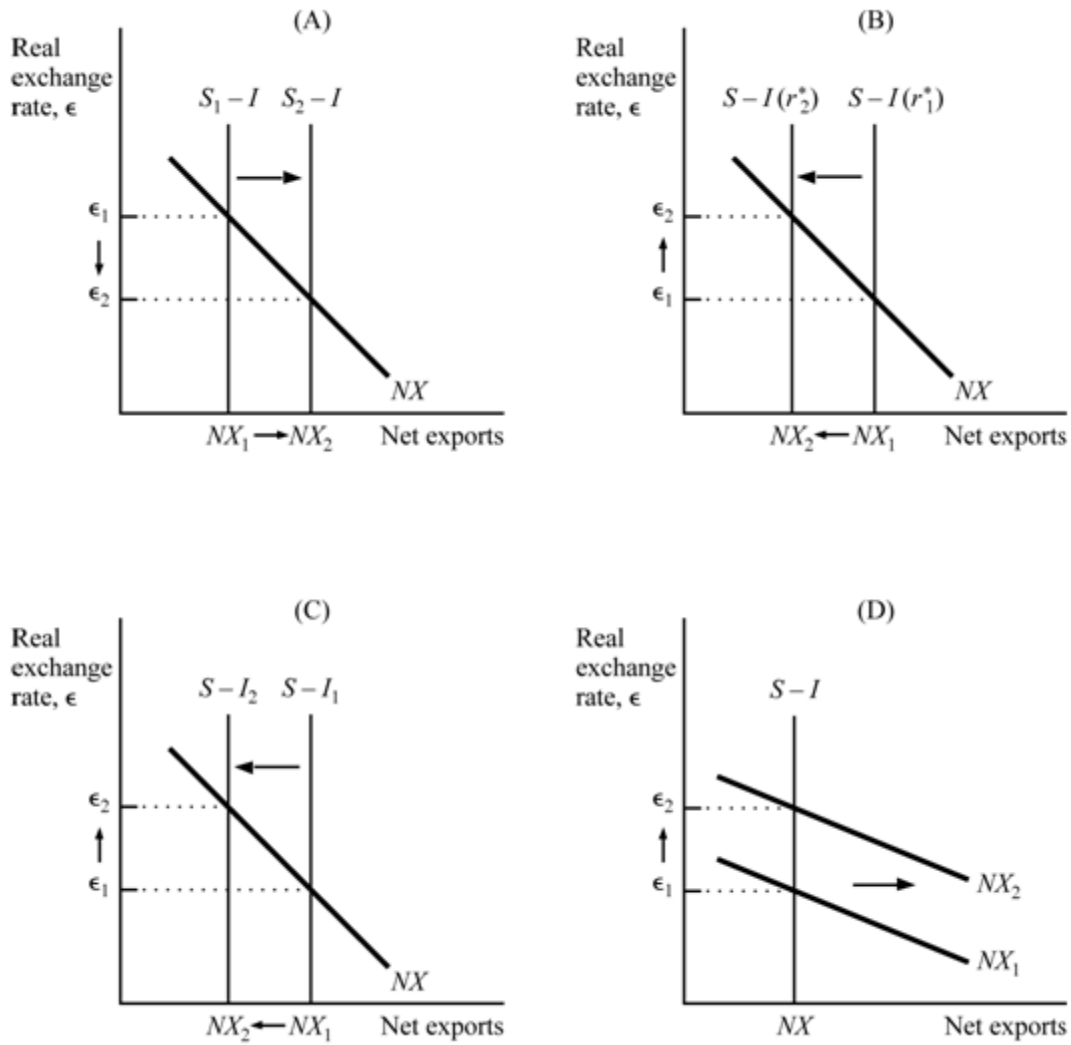 (A)
Real
exchange
rate, ϵ
S₁ – I
S₂ – I
ϵ₁
ϵ₂
NX
NX₁
NX₂
Net exports
(B)
Real
exchange
rate, ϵ
S – I (r*₂)
S – I (r*₁)
ϵ₂
ϵ₁
NX
NX₂
NX₁
Net exports
(C)
Real
exchange
rate, ϵ
S – I₂
S – I₁
ϵ₂
ϵ₁
NX
NX₂
NX₁
Net exports
(D)
Real
exchange
rate, ϵ
S – I
ϵ₂
ϵ₁
NX₂
NX₁
NX
Net exports